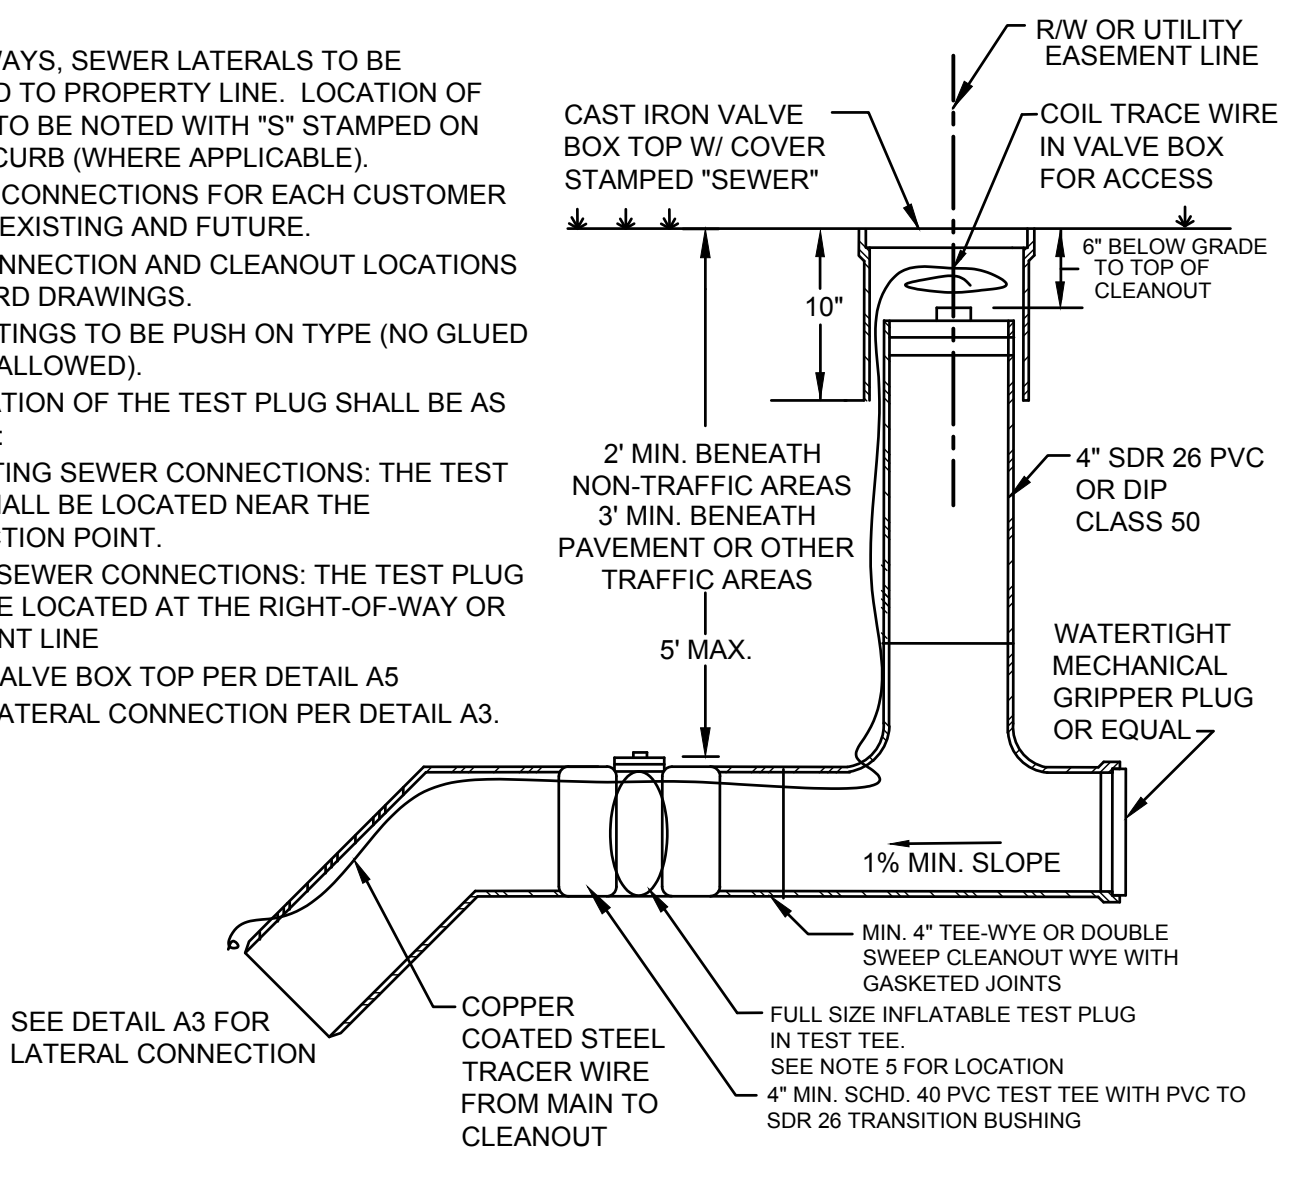 WAYS, SEWER LATERALS TO BE
D TO PROPERTY LINE. LOCATION OF
TO BE NOTED WITH "S" STAMPED ON
CURB (WHERE APPLICABLE).
CONNECTIONS FOR EACH CUSTOMER
EXISTING AND FUTURE.
NNECTION AND CLEANOUT LOCATIONS
RD DRAWINGS.
TINGS TO BE PUSH ON TYPE (NO GLUED
ALLOWED).
ATION OF THE TEST PLUG SHALL BE AS
:
TING SEWER CONNECTIONS: THE TEST
HALL BE LOCATED NEAR THE
CTION POINT.
SEWER CONNECTIONS: THE TEST PLUG
E LOCATED AT THE RIGHT-OF-WAY OR
NT LINE
ALVE BOX TOP PER DETAIL A5
ATERAL CONNECTION PER DETAIL A3.
R/W OR UTILITY
EASEMENT LINE
CAST IRON VALVE
BOX TOP W/ COVER
STAMPED "SEWER"
COIL TRACE WIRE
IN VALVE BOX
FOR ACCESS
6" BELOW GRADE
TO TOP OF
CLEANOUT
10"
2' MIN. BENEATH
NON-TRAFFIC AREAS
3' MIN. BENEATH
PAVEMENT OR OTHER
TRAFFIC AREAS
5' MAX.
4" SDR 26 PVC
OR DIP
CLASS 50
WATERTIGHT
MECHANICAL
GRIPPER PLUG
OR EQUAL
1% MIN. SLOPE
MIN. 4" TEE-WYE OR DOUBLE
SWEEP CLEANOUT WYE WITH
GASKETED JOINTS
FULL SIZE INFLATABLE TEST PLUG
IN TEST TEE.
SEE NOTE 5 FOR LOCATION
4" MIN. SCHD. 40 PVC TEST TEE WITH PVC TO
SDR 26 TRANSITION BUSHING
COPPER
COATED STEEL
TRACER WIRE
FROM MAIN TO
CLEANOUT
SEE DETAIL A3 FOR
LATERAL CONNECTION